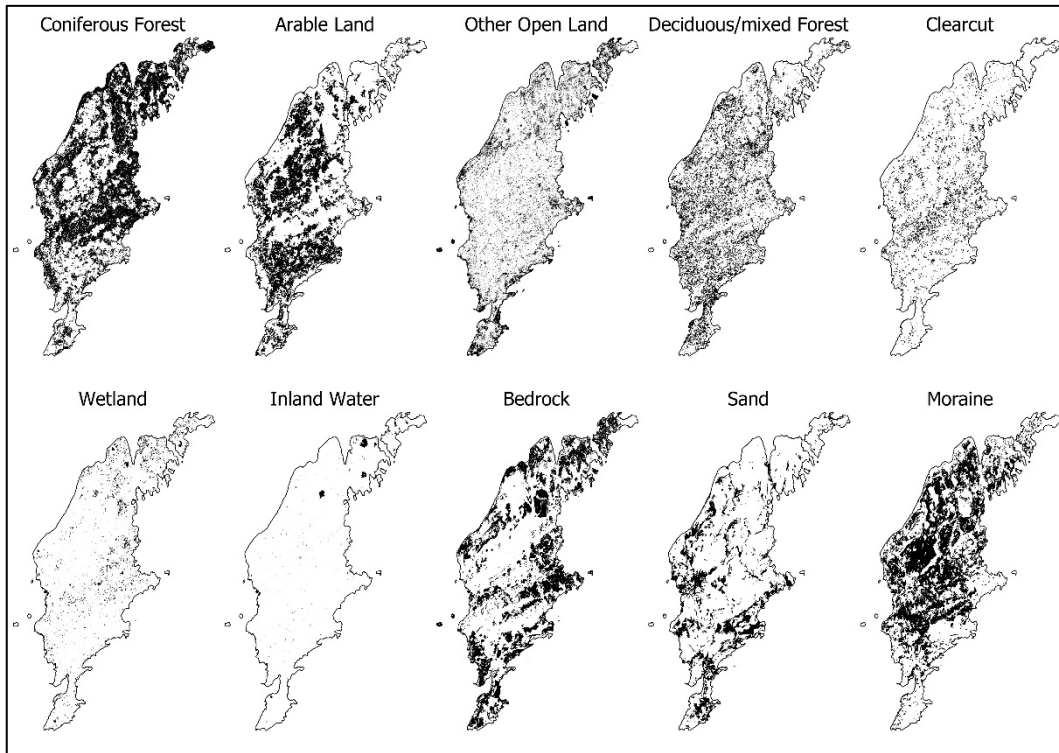 Coniferous Forest
Arable Land
Other Open Land
Deciduous/mixed Forest
Clearcut
Wetland
Inland Water
Bedrock
Sand
Moraine